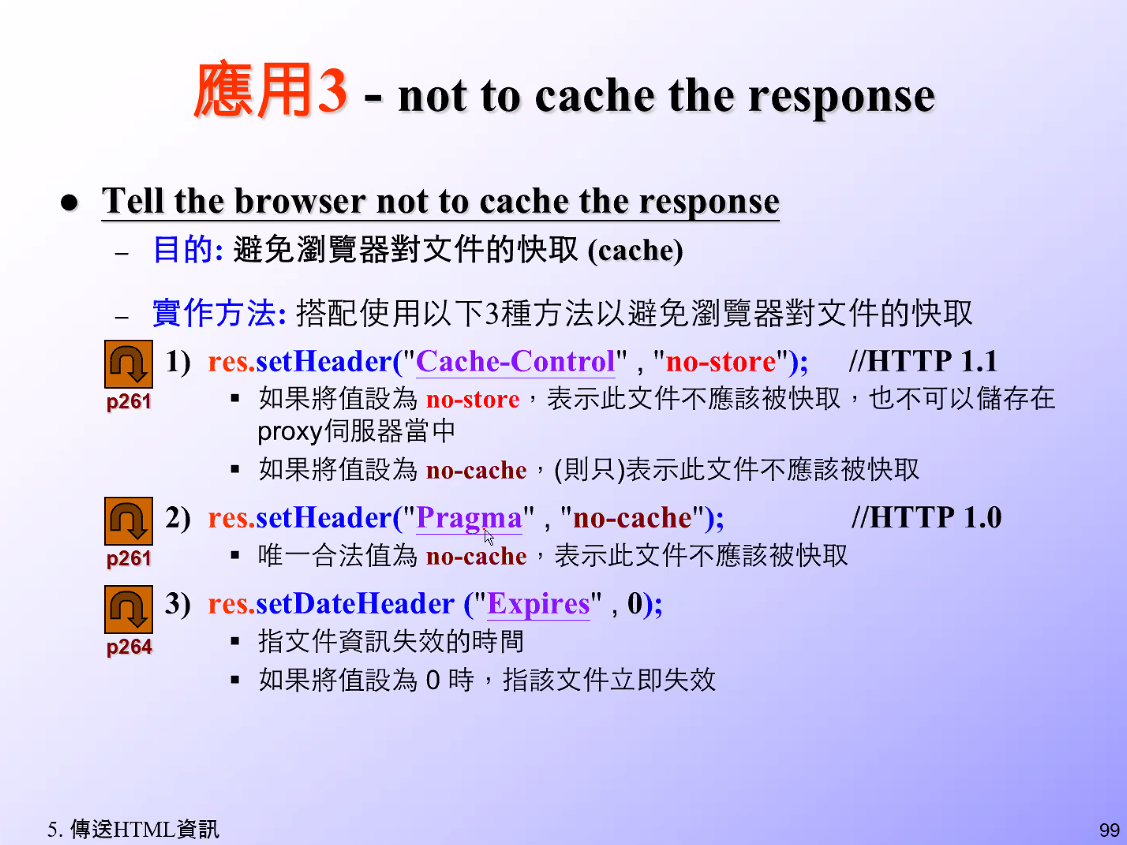 應用3 - not to cache the response
● Tell the browser not to cache the response
– 目的: 避免瀏覽器對文件的快取 (cache)
– 實作方法: 搭配使用以下3種方法以避免瀏覽器對文件的快取
1) res.setHeader("Cache-Control" , "no-store"); //HTTP 1.1
p261
▪ 如果將值設為 no-store，表示此文件不應該被快取，也不可以儲存在
proxy伺服器當中
▪ 如果將值設為 no-cache，(則只)表示此文件不應該被快取
2) res.setHeader("Pragma" , "no-cache"); //HTTP 1.0
p261
▪ 唯一合法值為 no-cache，表示此文件不應該被快取
3) res.setDateHeader ("Expires" , 0);
p264
▪ 指文件資訊失效的時間
▪ 如果將值設為 0 時，指該文件立即失效
5. 傳送HTML資訊
99